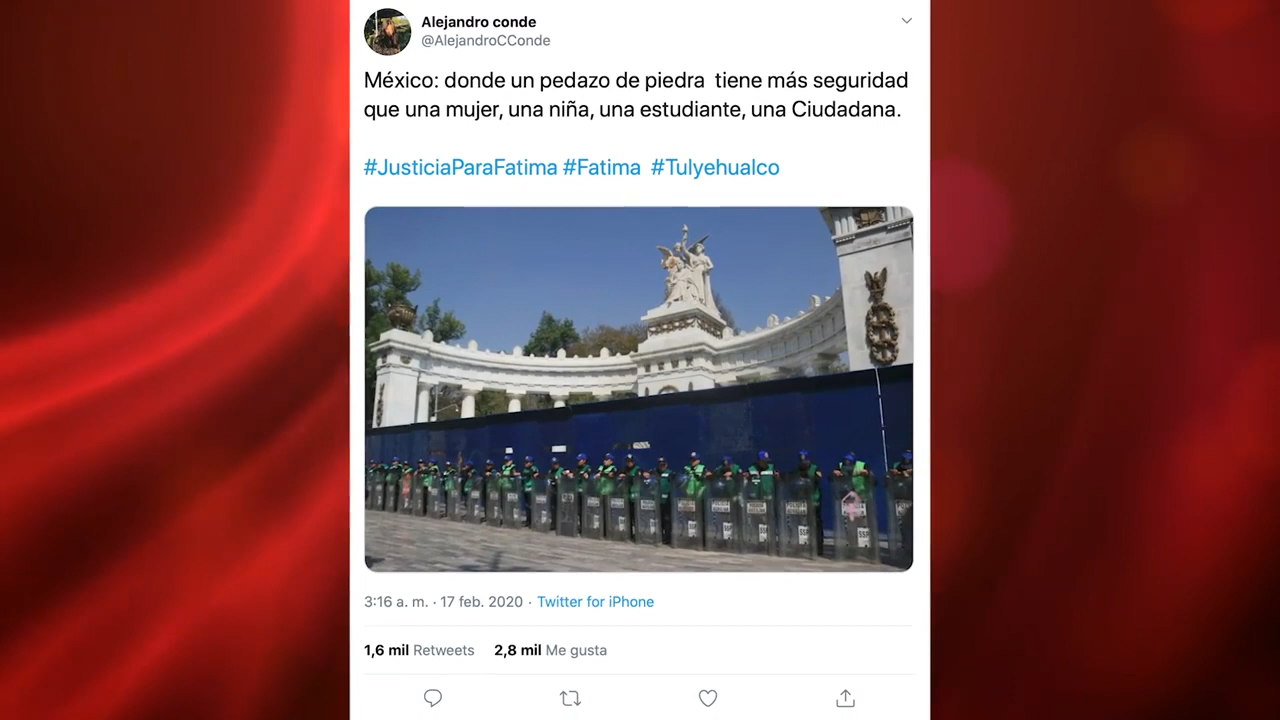 Alejandro conde
@AlejandroCConde
México: donde un pedazo de piedra tiene más seguridad
que una mujer, una niña, una estudiante, una Ciudadana.
#JusticiaParaFatima #Fatima #Tulyehualco
3:16 a. m. · 17 feb. 2020 · Twitter for iPhone
1,6 mil Retweets 2,8 mil Me gusta